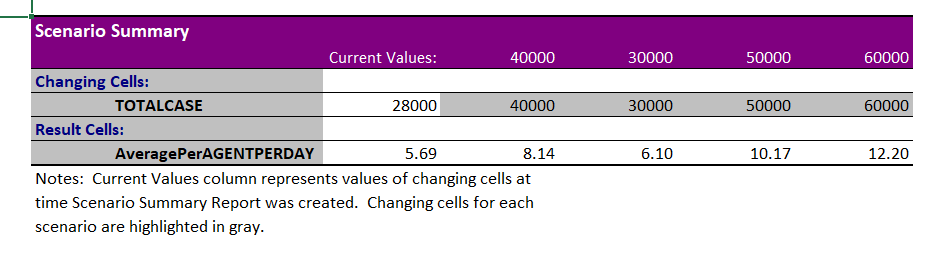 Scenario Summary
Current Values: 40000 30000 50000 60000
Changing Cells:
TOTALCASE 28000 40000 30000 50000 60000
Result Cells:
AveragePerAGENTPERDAY 5.69 8.14 6.10 10.17 12.20
Notes: Current Values column represents values of changing cells at
time Scenario Summary Report was created. Changing cells for each
scenario are highlighted in gray.